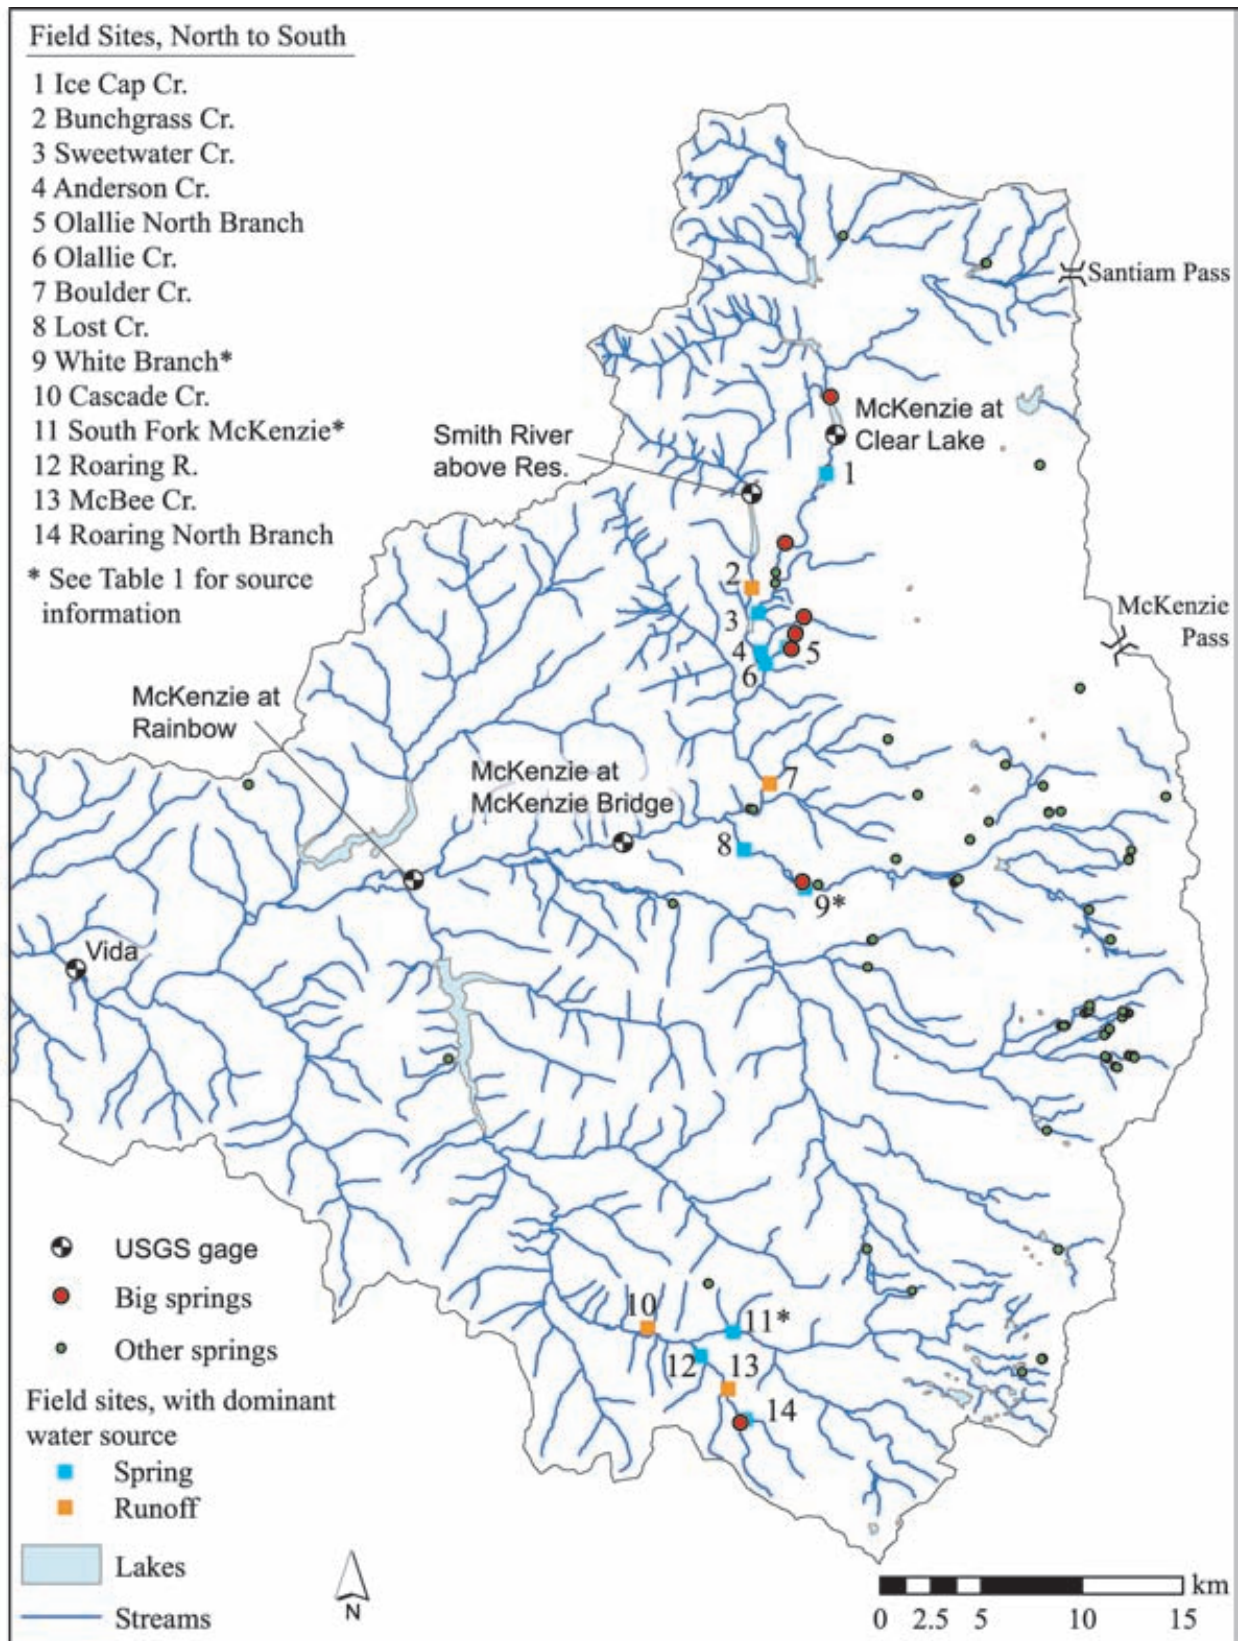 Field Sites, North to South
1 Ice Cap Cr.
2 Bunchgrass Cr.
3 Sweetwater Cr.
4 Anderson Cr.
5 Olallie North Branch
6 Olallie Cr.
7 Boulder Cr.
8 Lost Cr.
9 White Branch*
10 Cascade Cr.
11 South Fork McKenzie*
12 Roaring R.
13 McBee Cr.
14 Roaring North Branch
* See Table 1 for source
information
Santiam Pass
McKenzie at
Clear Lake
Smith River
above Res.
1
2
3
McKenzie
Pass
4
5
6
McKenzie at
Rainbow
McKenzie at
McKenzie Bridge
7
8
9*
Vida
USGS gage
Big springs
Other springs
10
11*
12
13
14
Field sites, with dominant
water source
Spring
Runoff
Lakes
Streams
N
km
0 2.5 5 10 15